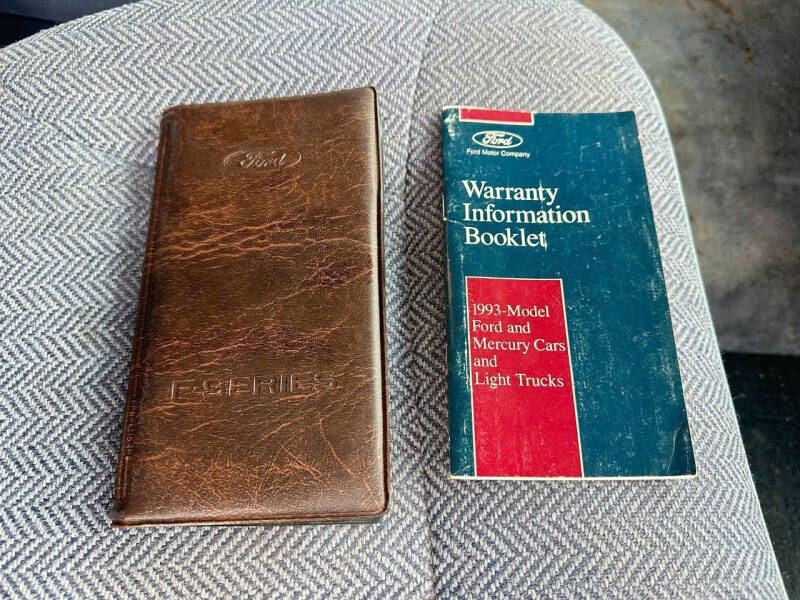 Ford
F-SERIES
Ford
Ford Motor Company
Warranty
Information
Booklet
1993-Model
Ford and
Mercury Cars
and
Light Trucks